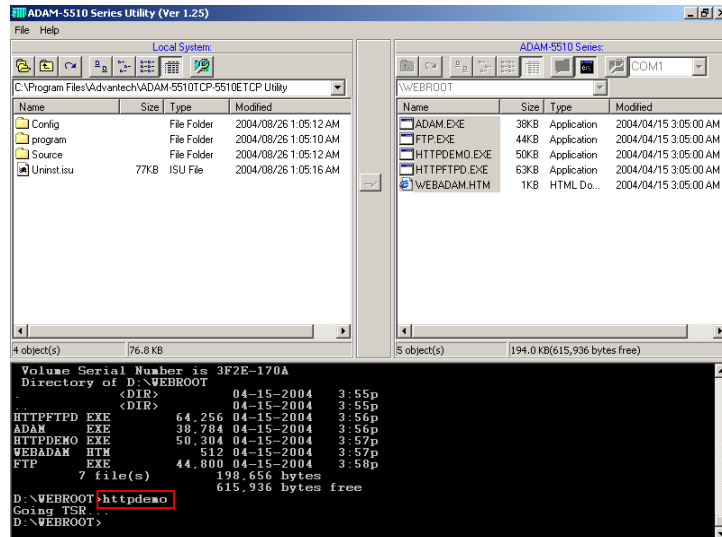 ADAM-5510 Series Utility (Ver 1.25)
File Help
Local System:
C:\Program Files\Advantech\ADAM-5510TCP-5510ETCP Utility
Name Size Type Modified
Config File Folder 2004/08/26 1:05:12 AM
program File Folder 2004/08/26 1:05:10 AM
Source File Folder 2004/08/26 1:05:12 AM
Uninst.isu 77KB ISU File 2004/08/26 1:05:16 AM
4 object(s) 76.8 KB
ADAM-5510 Series:
COM1
\WEBROOT
Name Size Type Modified
ADAM.EXE 38KB Application 2004/04/15 3:05:00 AM
FTP.EXE 44KB Application 2004/04/15 3:05:00 AM
HTTPDEMO.EXE 50KB Application 2004/04/15 3:05:00 AM
HTTPFTPD.EXE 63KB Application 2004/04/15 3:05:00 AM
WEBADAM.HTM 1KB HTML Do... 2004/04/15 3:05:00 AM
5 object(s) 194.0 KB(615,936 bytes free)
Volume Serial Number is 3F2E-170A
Directory of D:\WEBROOT
. <DIR> 04-15-2004 3:55p
.. <DIR> 04-15-2004 3:55p
HTTPFTPD EXE 64,256 04-15-2004 3:56p
ADAM EXE 38,784 04-15-2004 3:56p
HTTPDEMO EXE 50,304 04-15-2004 3:57p
WEBADAM HTM 512 04-15-2004 3:57p
FTP EXE 44,800 04-15-2004 3:58p
7 file(s) 198,656 bytes
615,936 bytes free
D:\WEBROOT>httpdemo
Going TSR...
D:\WEBROOT>